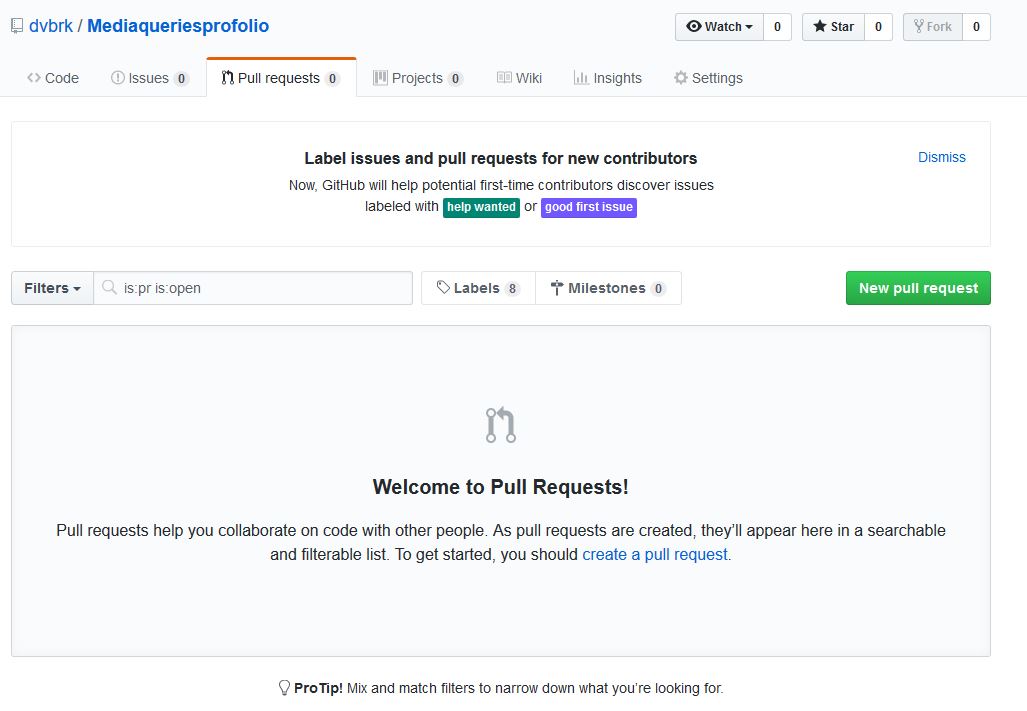 dvbrk / Mediaqueriesprofolio
Watch 0 Star 0 Fork 0
Code Issues 0 Pull requests 0 Projects 0 Wiki Insights Settings
Label issues and pull requests for new contributors
Dismiss
Now, GitHub will help potential first-time contributors discover issues
labeled with help wanted or good first issue
Filters is:pr is:open Labels 8 Milestones 0 New pull request
Welcome to Pull Requests!
Pull requests help you collaborate on code with other people. As pull requests are created, they’ll appear here in a searchable
and filterable list. To get started, you should create a pull request.
ProTip! Mix and match filters to narrow down what you’re looking for.